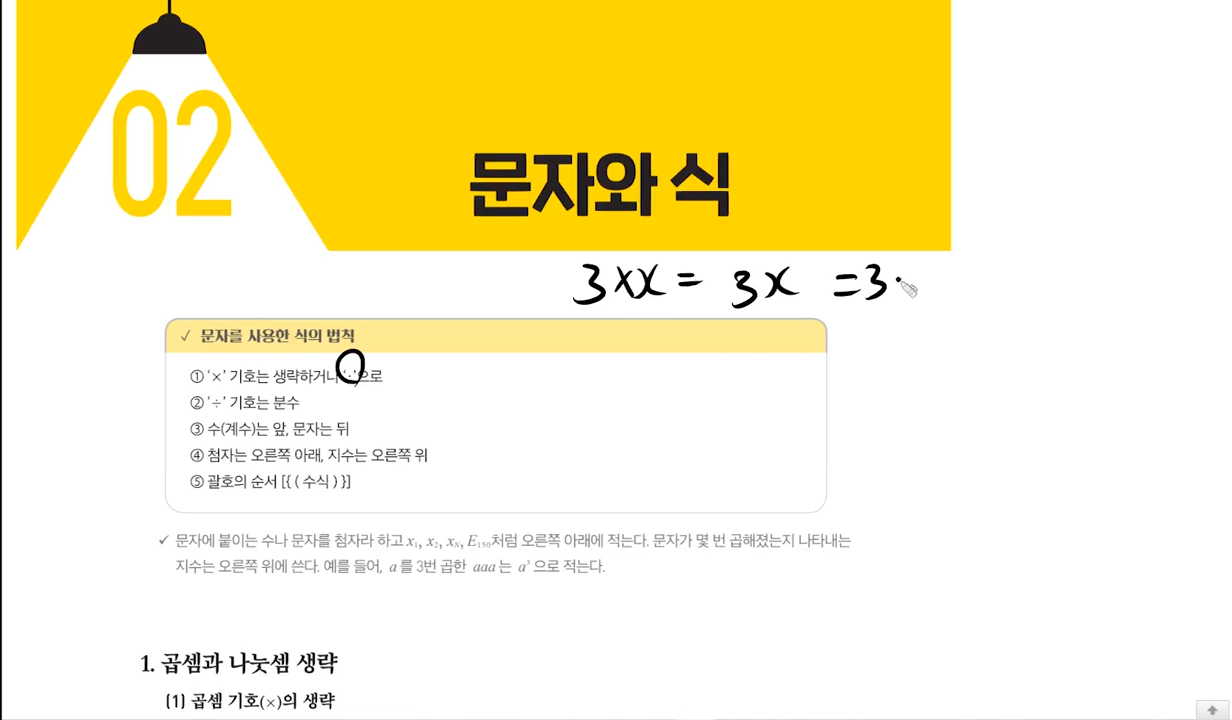 02
문자와 식
3×x = 3x =3·
✓ 문자를 사용한 식의 법칙
① ‘×’ 기호는 생략하거나 ‘·’으로
② ‘÷’ 기호는 분수
③ 수(계수)는 앞, 문자는 뒤
④ 첨자는 오른쪽 아래, 지수는 오른쪽 위
⑤ 괄호의 순서 [{ ( 수식 ) }]
✓ 문자에 붙이는 수나 문자를 첨자라 하고 x₁, x₂, x_N, E₁₅₀처럼 오른쪽 아래에 적는다. 문자가 몇 번 곱해졌는지 나타내는
지수는 오른쪽 위에 쓴다. 예를 들어, a 를 3번 곱한 aaa 는 a³ 으로 적는다.
1. 곱셈과 나눗셈 생략
(1) 곱셈 기호(×)의 생략